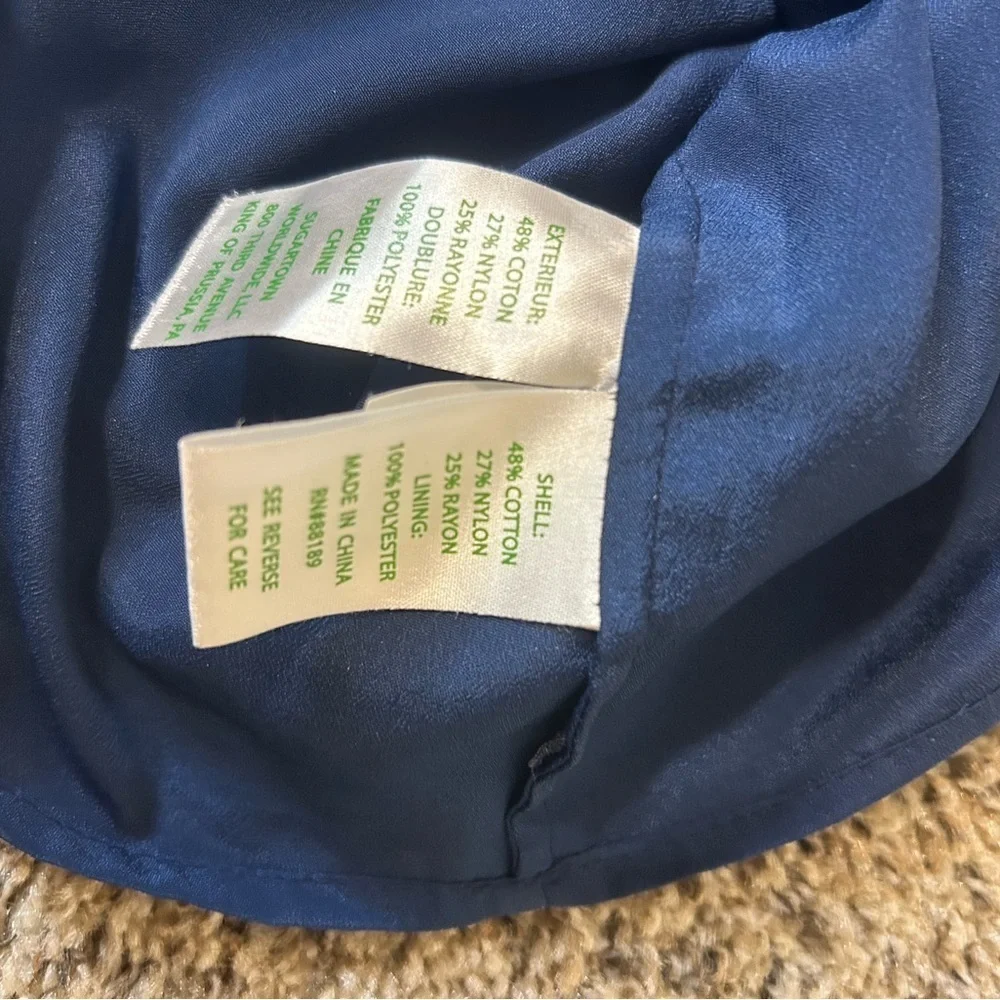 EXTERIEUR:
48% COTON
27% NYLON
25% RAYONNE
DOUBLURE:
100% POLYESTER
FABRIQUE EN
CHINE
SUGARTOWN
WORLDWIDE, LLC
800 THIRD AVENUE
KING OF PRUSSIA, PA
SHELL:
48% COTTON
27% NYLON
25% RAYON
LINING:
100% POLYESTER
MADE IN CHINA
RN88189
SEE REVERSE
FOR CARE